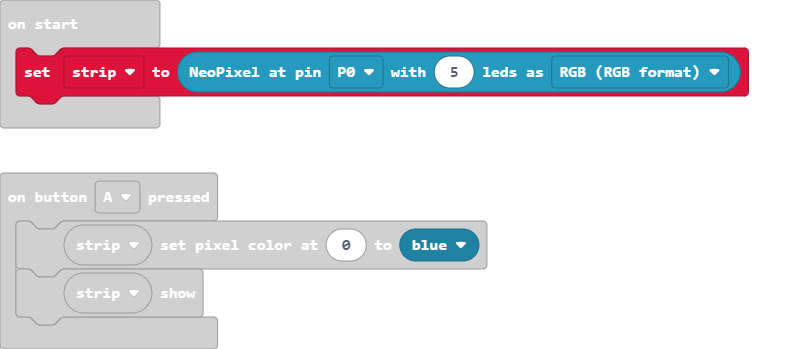 on start
set strip to NeoPixel at pin P0 with 5 leds as RGB (RGB format)
on button A pressed
strip set pixel color at 0 to blue
strip show